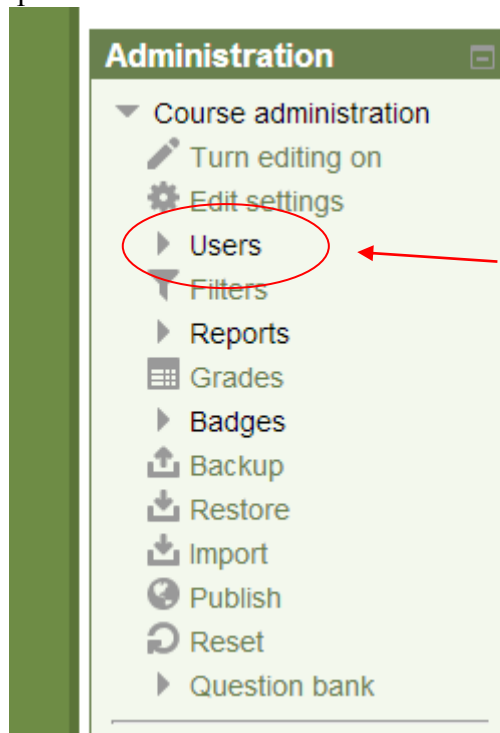 Administration
Course administration
Turn editing on
Edit settings
Users
Filters
Reports
Grades
Badges
Backup
Restore
Import
Publish
Reset
Question bank